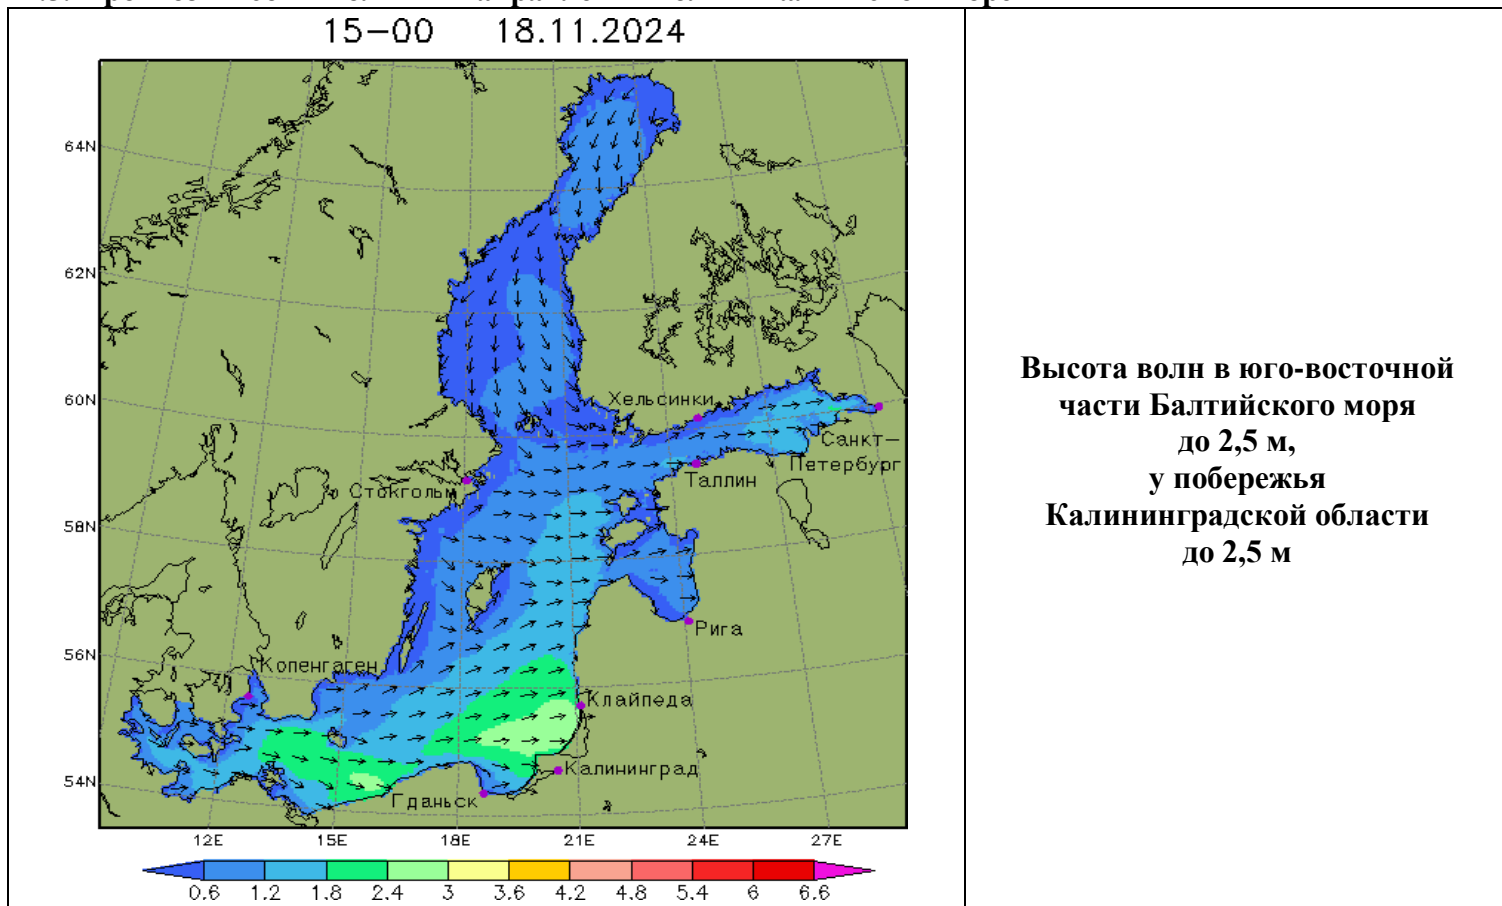 15-00 18.11.2024
64N
62N
60N
58N
56N
54N
Хельсинки
Санкт-
Петербург
Таллин
Стокгольм
Рига
Копенгаген
Клайпеда
Калининград
Гданьск
12E 15E 18E 21E 24E 27E
0.6 1.2 1.8 2.4 3 3.6 4.2 4.8 5.4 6 6.6
Высота волн в юго-восточной
части Балтийского моря
до 2,5 м,
у побережья
Калининградской области
до 2,5 м